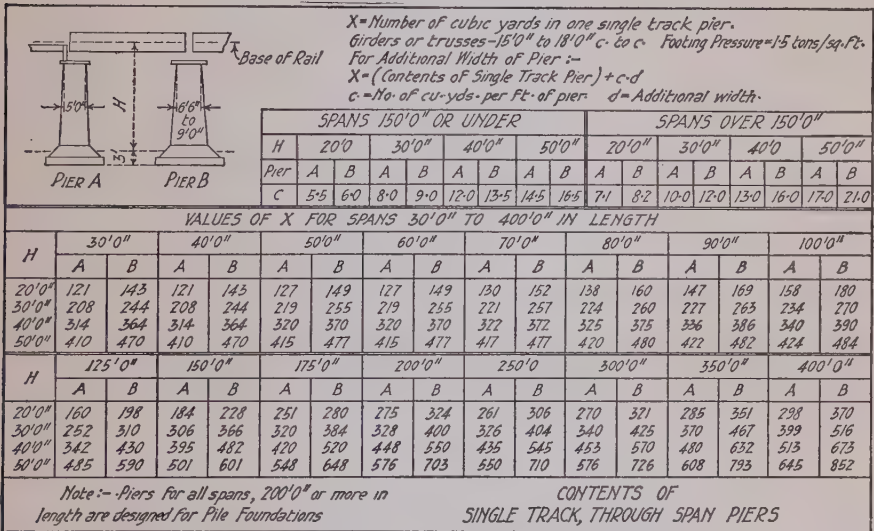 X=Number of cubic yards in one single track pier.
Girders or trusses-15'0" to 18'0" c. to c. Footing Pressure=1·5 tons/sq.ft.
For Additional Width of Pier :-
X=(Contents of Single Track Pier)+c·d
c.=No. of cu·yds. per Ft. of pier. d=Additional width.
Base of Rail
H
5'0"
6'6"
to
9'0"
3'
PIER A PIER B
SPANS 150'0" OR UNDER SPANS OVER 150'0"
H 20'0 30'0" 40'0" 50'0" 20'0" 30'0" 40'0 50'0"
Pier A B A B A B A B A B A B A B A B
C 5·5 6·0 8·0 9·0 12·0 13·5 14·5 16·5 7·1 8·2 10·0 12·0 13·0 16·0 17·0 21·0
VALUES OF X FOR SPANS 30'0" TO 400'0" IN LENGTH
H 30'0" 40'0" 50'0" 60'0" 70'0" 80'0" 90'0" 100'0"
A B A B A B A B A B A B A B A B
20'0" 121 143 121 143 127 149 127 149 130 152 138 160 147 169 158 180
30'0" 208 244 208 244 219 255 219 255 221 257 224 260 227 263 234 270
40'0" 314 364 314 364 320 370 320 370 322 372 325 375 336 386 340 390
50'0" 410 470 410 470 415 477 415 477 417 477 420 480 422 482 424 484
H 125'0" 150'0" 175'0" 200'0" 250'0 300'0" 350'0" 400'0"
A B A B A B A B A B A B A B A B
20'0" 160 198 184 228 251 280 275 324 261 306 270 321 285 351 298 370
30'0" 252 310 306 366 320 384 328 400 326 404 340 425 370 467 399 516
40'0" 342 430 395 482 420 520 448 550 435 545 453 570 480 632 513 673
50'0" 485 590 501 601 548 648 576 703 550 710 576 726 608 793 645 852
Note:- Piers for all spans, 200'0" or more in
length are designed for Pile Foundations
CONTENTS OF
SINGLE TRACK, THROUGH SPAN PIERS